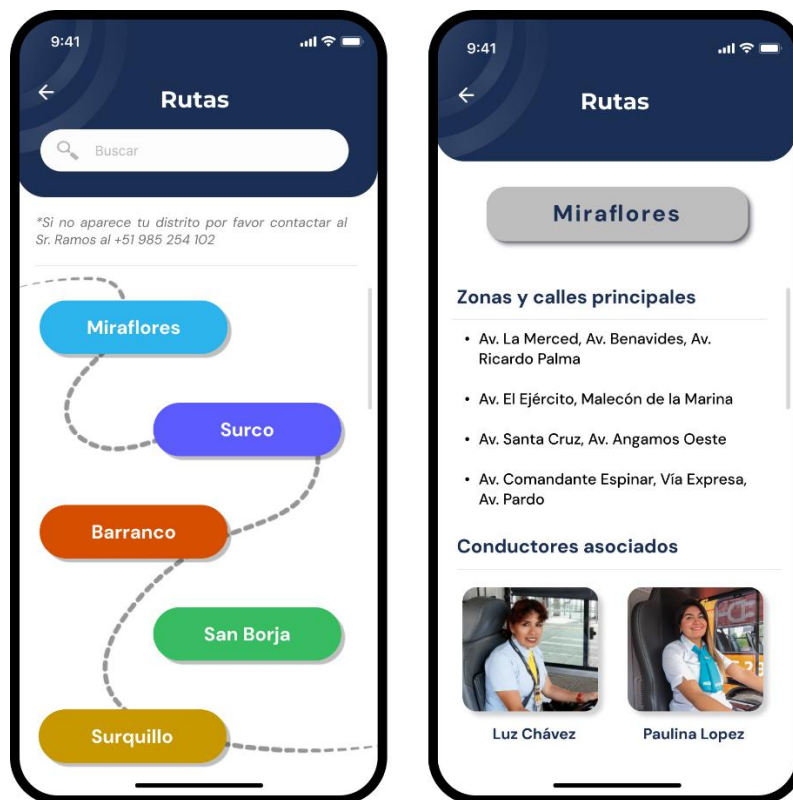 9:41
Rutas
Buscar
*Si no aparece tu distrito por favor contactar al
Sr. Ramos al +51 985 254 102
Miraflores
Surco
Barranco
San Borja
Surquillo
9:41
Rutas
Miraflores
Zonas y calles principales
• Av. La Merced, Av. Benavides, Av.
Ricardo Palma
• Av. El Ejército, Malecón de la Marina
• Av. Santa Cruz, Av. Angamos Oeste
• Av. Comandante Espinar, Vía Expresa,
Av. Pardo
Conductores asociados
Luz Chávez
Paulina Lopez